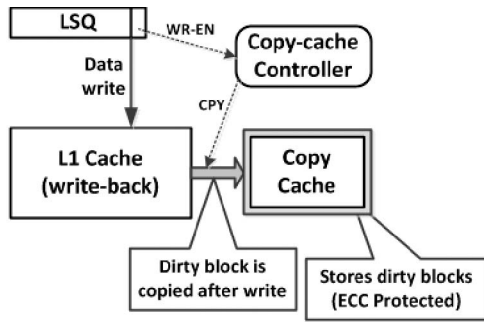 LSQ
WR-EN
Copy-cache
Controller
Data
write
CPY
L1 Cache
(write-back)
Copy
Cache
Dirty block is
copied after write
Stores dirty blocks
(ECC Protected)